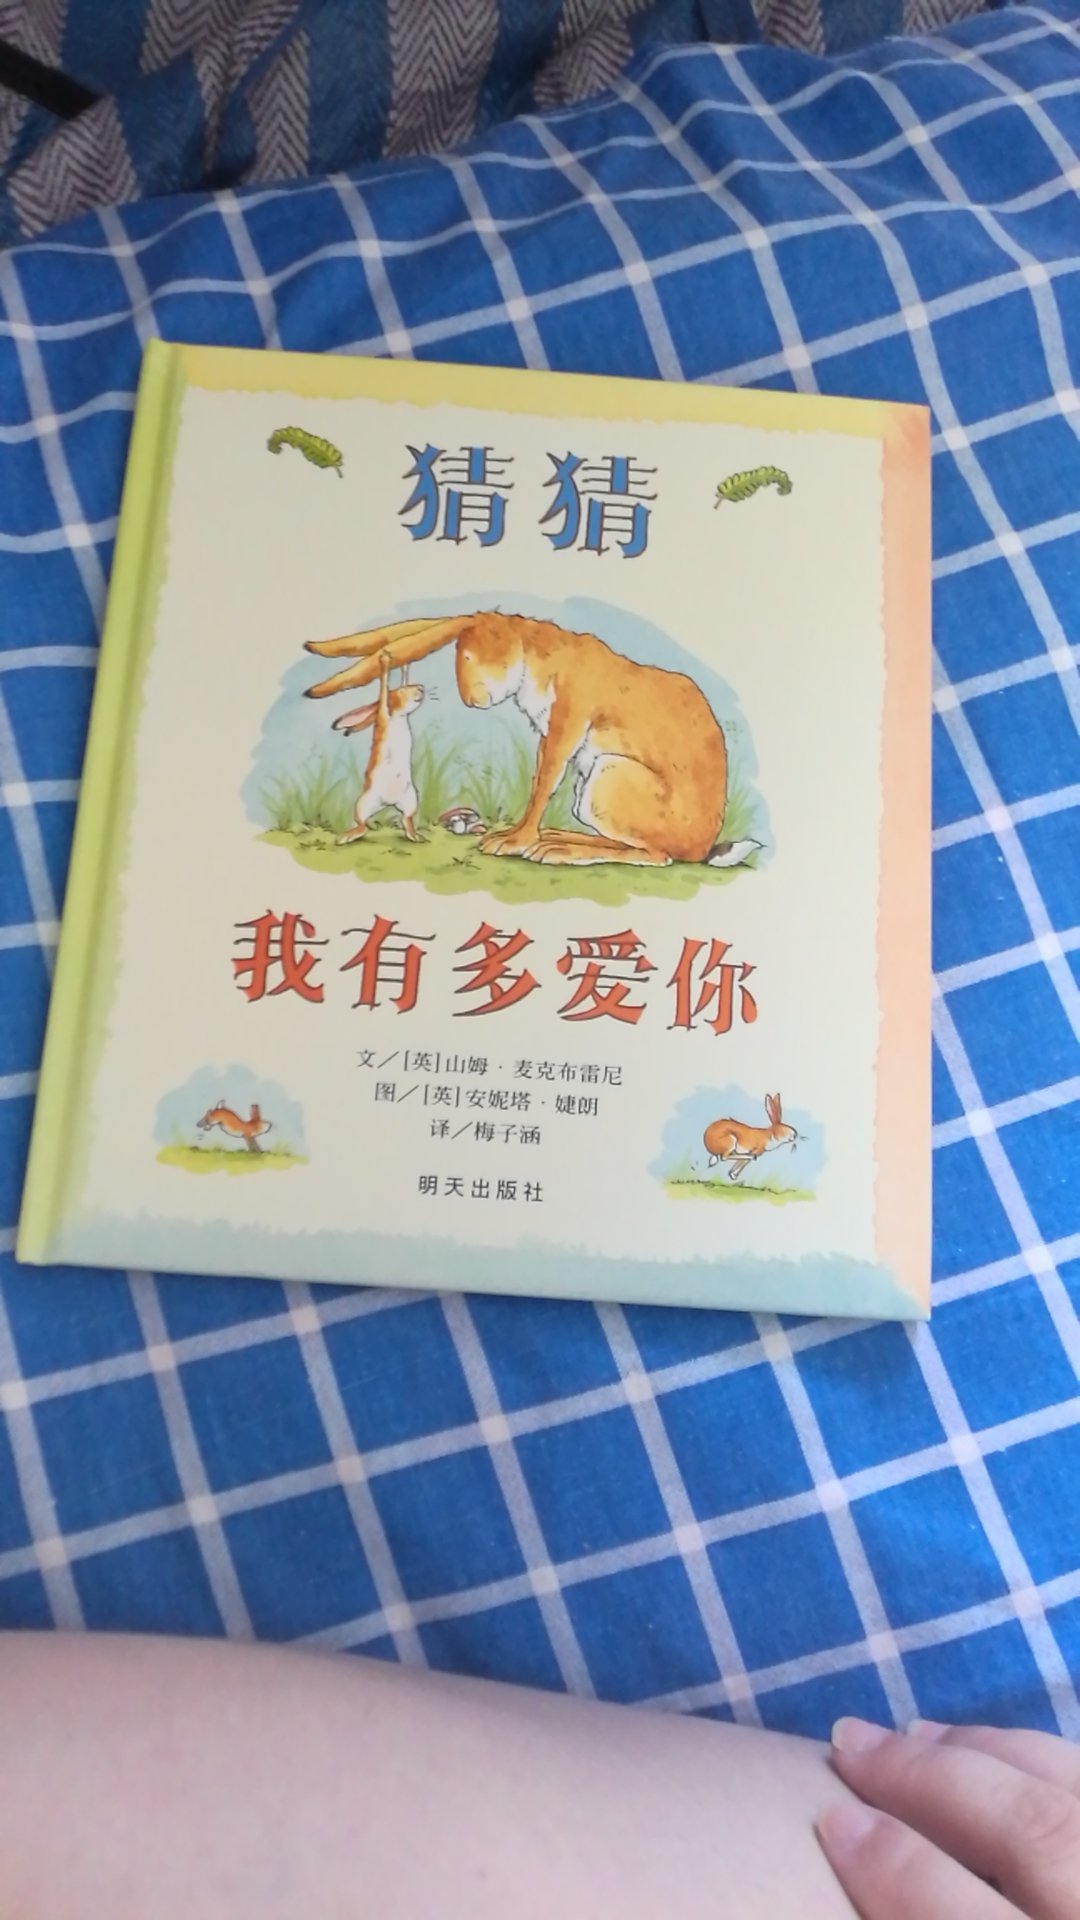 猜猜
我有多爱你
文／[英]山姆·麦克布雷尼
图／[英]安妮塔·婕朗
译／梅子涵
明天出版社